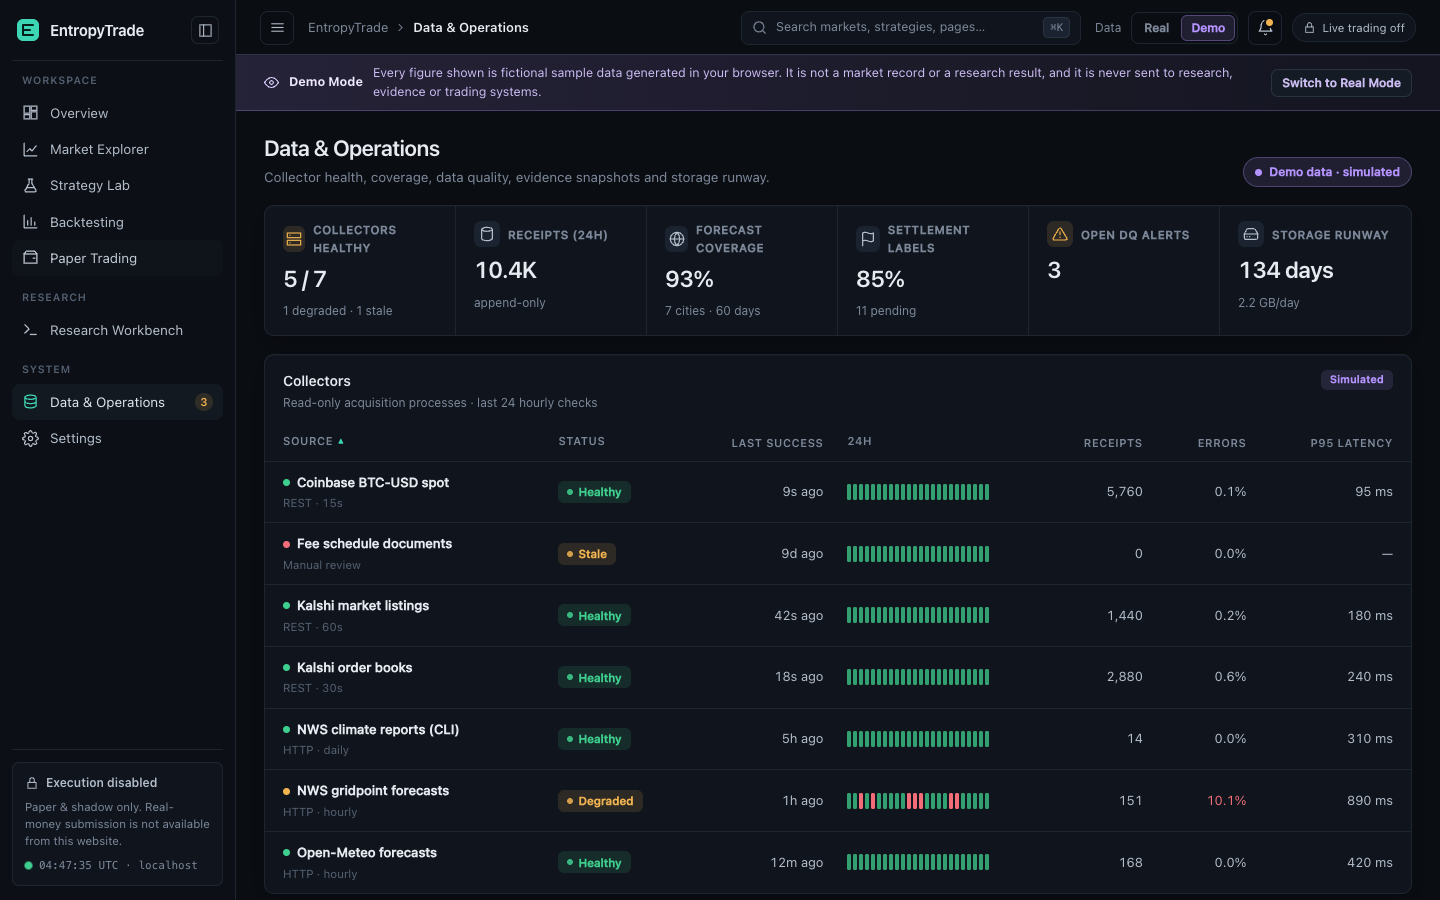 EntropyTrade
WORKSPACE
Overview
Market Explorer
Strategy Lab
Backtesting
Paper Trading
RESEARCH
Research Workbench
SYSTEM
Data & Operations 3
Settings
Execution disabled
Paper & shadow only. Real-
money submission is not available
from this website.
04:47:35 UTC · localhost
EntropyTrade > Data & Operations
Search markets, strategies, pages... ⌘K
Data Real Demo
Live trading off
Demo Mode
Every figure shown is fictional sample data generated in your browser. It is not a market record or a research result, and it is never sent to research,
evidence or trading systems.
Switch to Real Mode
Data & Operations
Collector health, coverage, data quality, evidence snapshots and storage runway.
Demo data · simulated
COLLECTORS
HEALTHY
5 / 7
1 degraded · 1 stale
RECEIPTS (24H)
10.4K
append-only
FORECAST
COVERAGE
93%
7 cities · 60 days
SETTLEMENT
LABELS
85%
11 pending
OPEN DQ ALERTS
3
STORAGE RUNWAY
134 days
2.2 GB/day
Collectors
Simulated
Read-only acquisition processes · last 24 hourly checks
SOURCE ▲ STATUS LAST SUCCESS 24H RECEIPTS ERRORS P95 LATENCY
Coinbase BTC-USD spot
REST · 15s
Healthy 9s ago 5,760 0.1% 95 ms
Fee schedule documents
Manual review
Stale 9d ago 0 0.0% —
Kalshi market listings
REST · 60s
Healthy 42s ago 1,440 0.2% 180 ms
Kalshi order books
REST · 30s
Healthy 18s ago 2,880 0.6% 240 ms
NWS climate reports (CLI)
HTTP · daily
Healthy 5h ago 14 0.0% 310 ms
NWS gridpoint forecasts
HTTP · hourly
Degraded 1h ago 151 10.1% 890 ms
Open-Meteo forecasts
HTTP · hourly
Healthy 12m ago 168 0.0% 420 ms